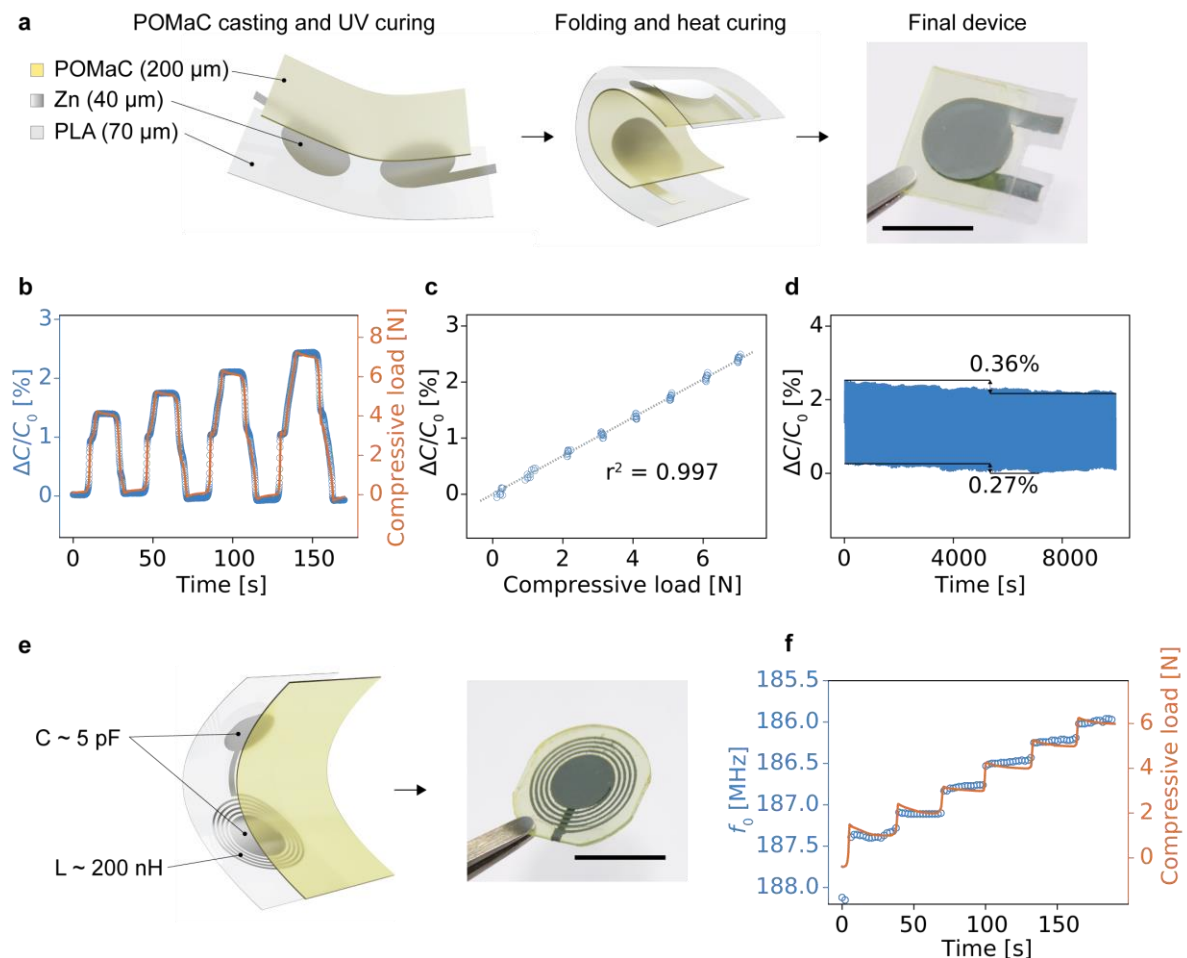 a
POMaC casting and UV curing
Folding and heat curing
Final device
POMaC (200 µm)
Zn (40 µm)
PLA (70 µm)
b
3
2
1
0
ΔC/C₀ [%]
8
6
4
2
0
Compressive load [N]
0 50 100 150
Time [s]
c
3
2
1
0
ΔC/C₀ [%]
r² = 0.997
0 2 4 6
Compressive load [N]
d
4
2
0
ΔC/C₀ [%]
0.36%
0.27%
0 4000 8000
Time [s]
e
C ~ 5 pF
L ~ 200 nH
f
185.5
186.0
186.5
187.0
187.5
188.0
f₀ [MHz]
6
4
2
0
Compressive load [N]
0 50 100 150
Time [s]